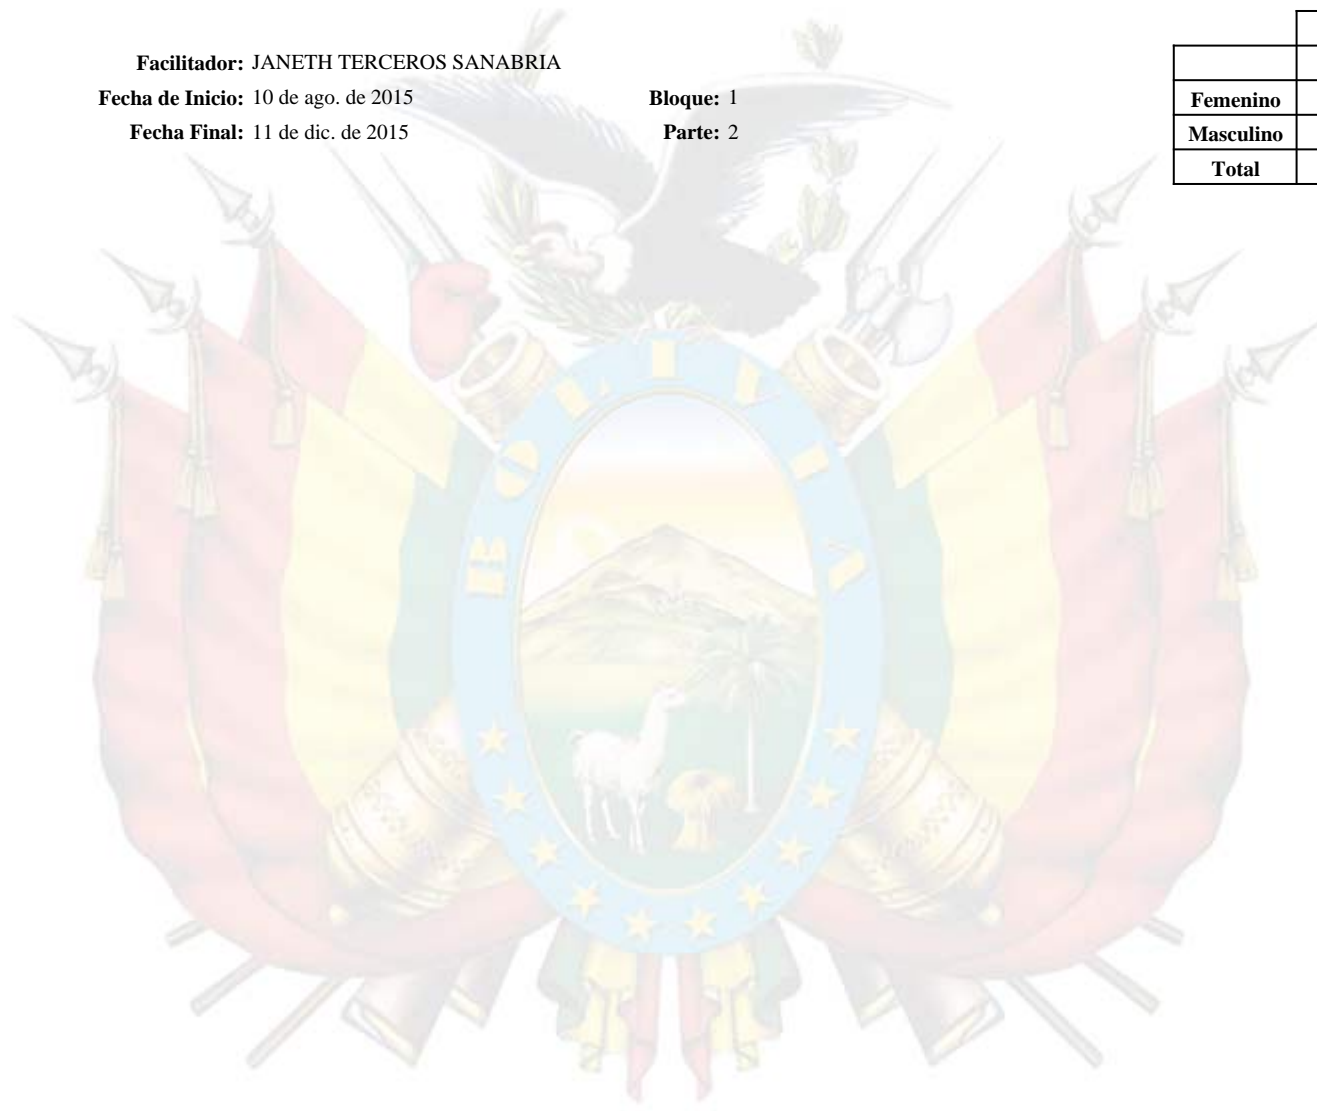 Facilitador: JANETH TERCEROS SANABRIA
Fecha de Inicio: 10 de ago. de 2015 Bloque: 1
Fecha Final: 11 de dic. de 2015 Parte: 2
Femenino
Masculino
Total
BOLIVIA